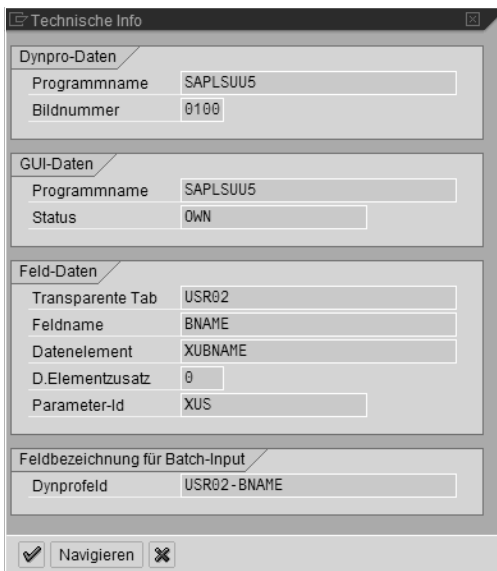 Technische Info
Dynpro-Daten
Programmname SAPLSUU5
Bildnummer 0100
GUI-Daten
Programmname SAPLSUU5
Status OWN
Feld-Daten
Transparente Tab USR02
Feldname BNAME
Datenelement XUBNAME
D.Elementzusatz 0
Parameter-Id XUS
Feldbezeichnung für Batch-Input
Dynprofeld USR02-BNAME
Navigieren